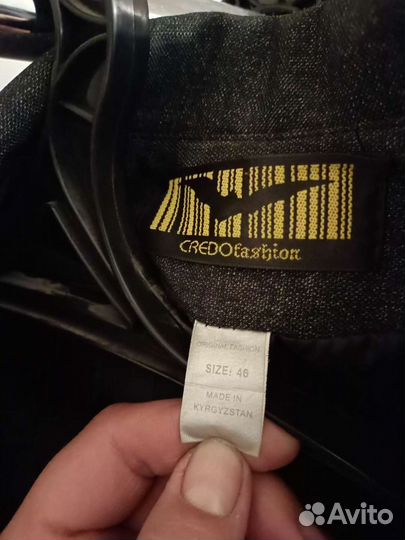 CREDOfashion
ORIGINAL FASHION
SIZE: 46
MADE IN
KYRGYZSTAN
Avito